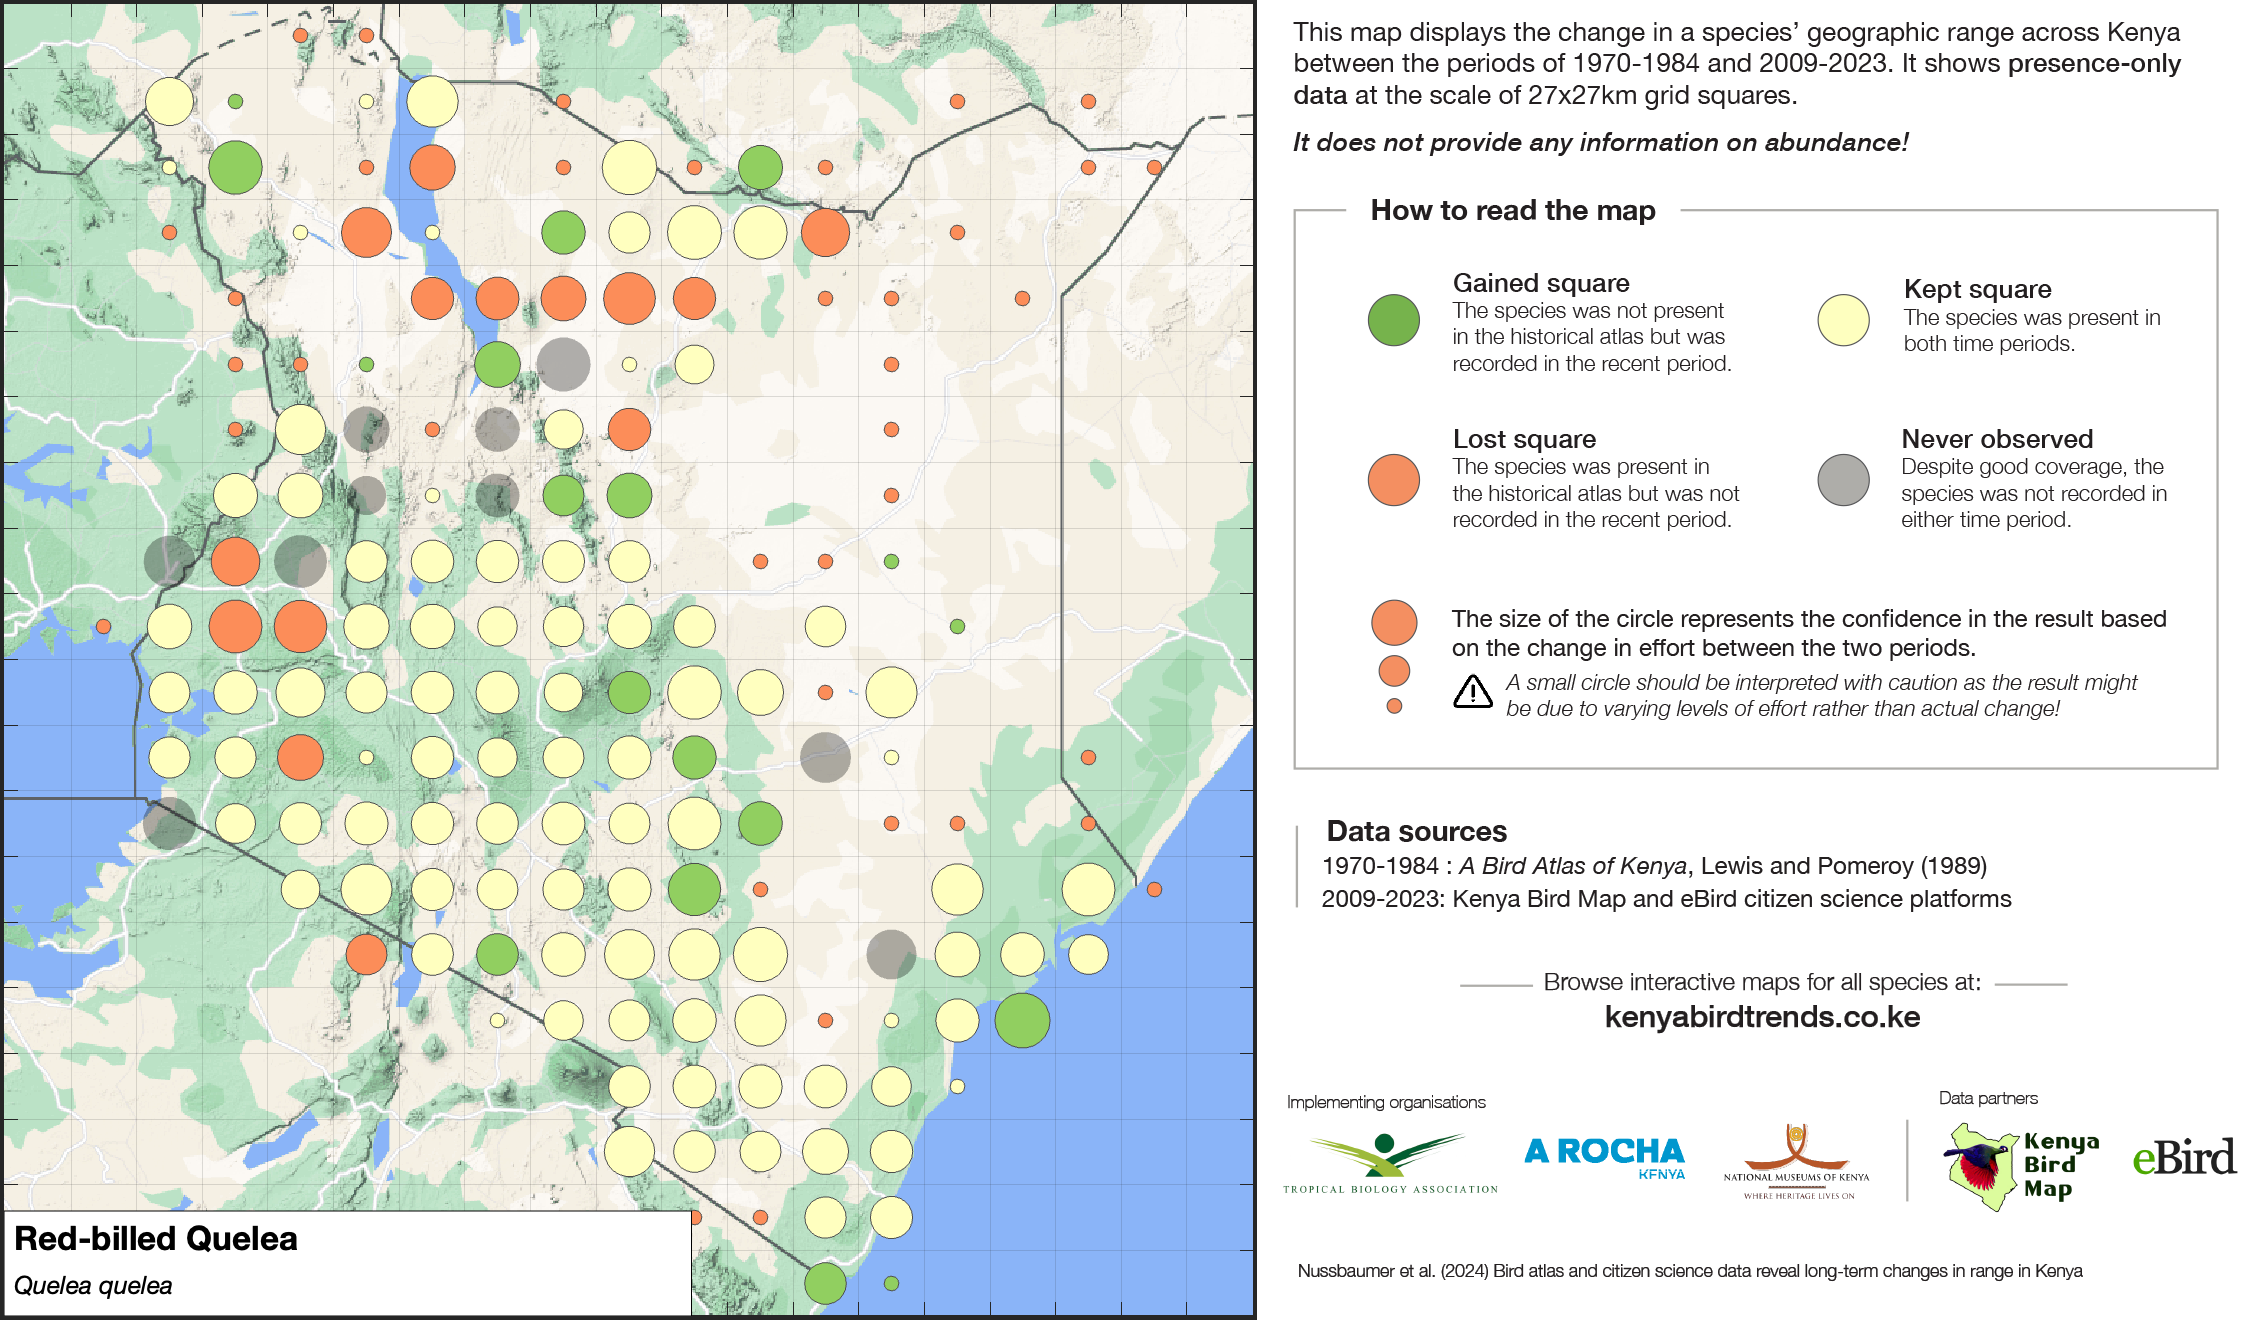 This map displays the change in a species’ geographic range across Kenya
between the periods of 1970-1984 and 2009-2023. It shows presence-only
data at the scale of 27x27km grid squares.
It does not provide any information on abundance!
How to read the map
Gained square
The species was not present
in the historical atlas but was
recorded in the recent period.
Kept square
The species was present in
both time periods.
Lost square
The species was present in
the historical atlas but was not
recorded in the recent period.
Never observed
Despite good coverage, the
species was not recorded in
either time period.
The size of the circle represents the confidence in the result based
on the change in effort between the two periods.
A small circle should be interpreted with caution as the result might
be due to varying levels of effort rather than actual change!
Data sources
1970-1984 : A Bird Atlas of Kenya, Lewis and Pomeroy (1989)
2009-2023: Kenya Bird Map and eBird citizen science platforms
Browse interactive maps for all species at:
kenyabirdtrends.co.ke
Implementing organisations
Data partners
TROPICAL BIOLOGY ASSOCIATION
A ROCHA
KENYA
NATIONAL MUSEUMS OF KENYA
WHERE HERITAGE LIVES ON
Kenya
Bird
Map
eBird
Red-billed Quelea
Quelea quelea
Nussbaumer et al. (2024) Bird atlas and citizen science data reveal long-term changes in range in Kenya